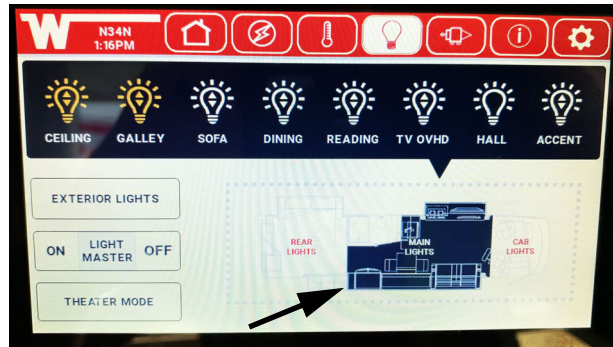 W
N34N
1:16PM
CEILING GALLEY SOFA DINING READING TV OVHD HALL ACCENT
EXTERIOR LIGHTS
ON LIGHT MASTER OFF
THEATER MODE
REAR LIGHTS
MAIN LIGHTS
CAB LIGHTS